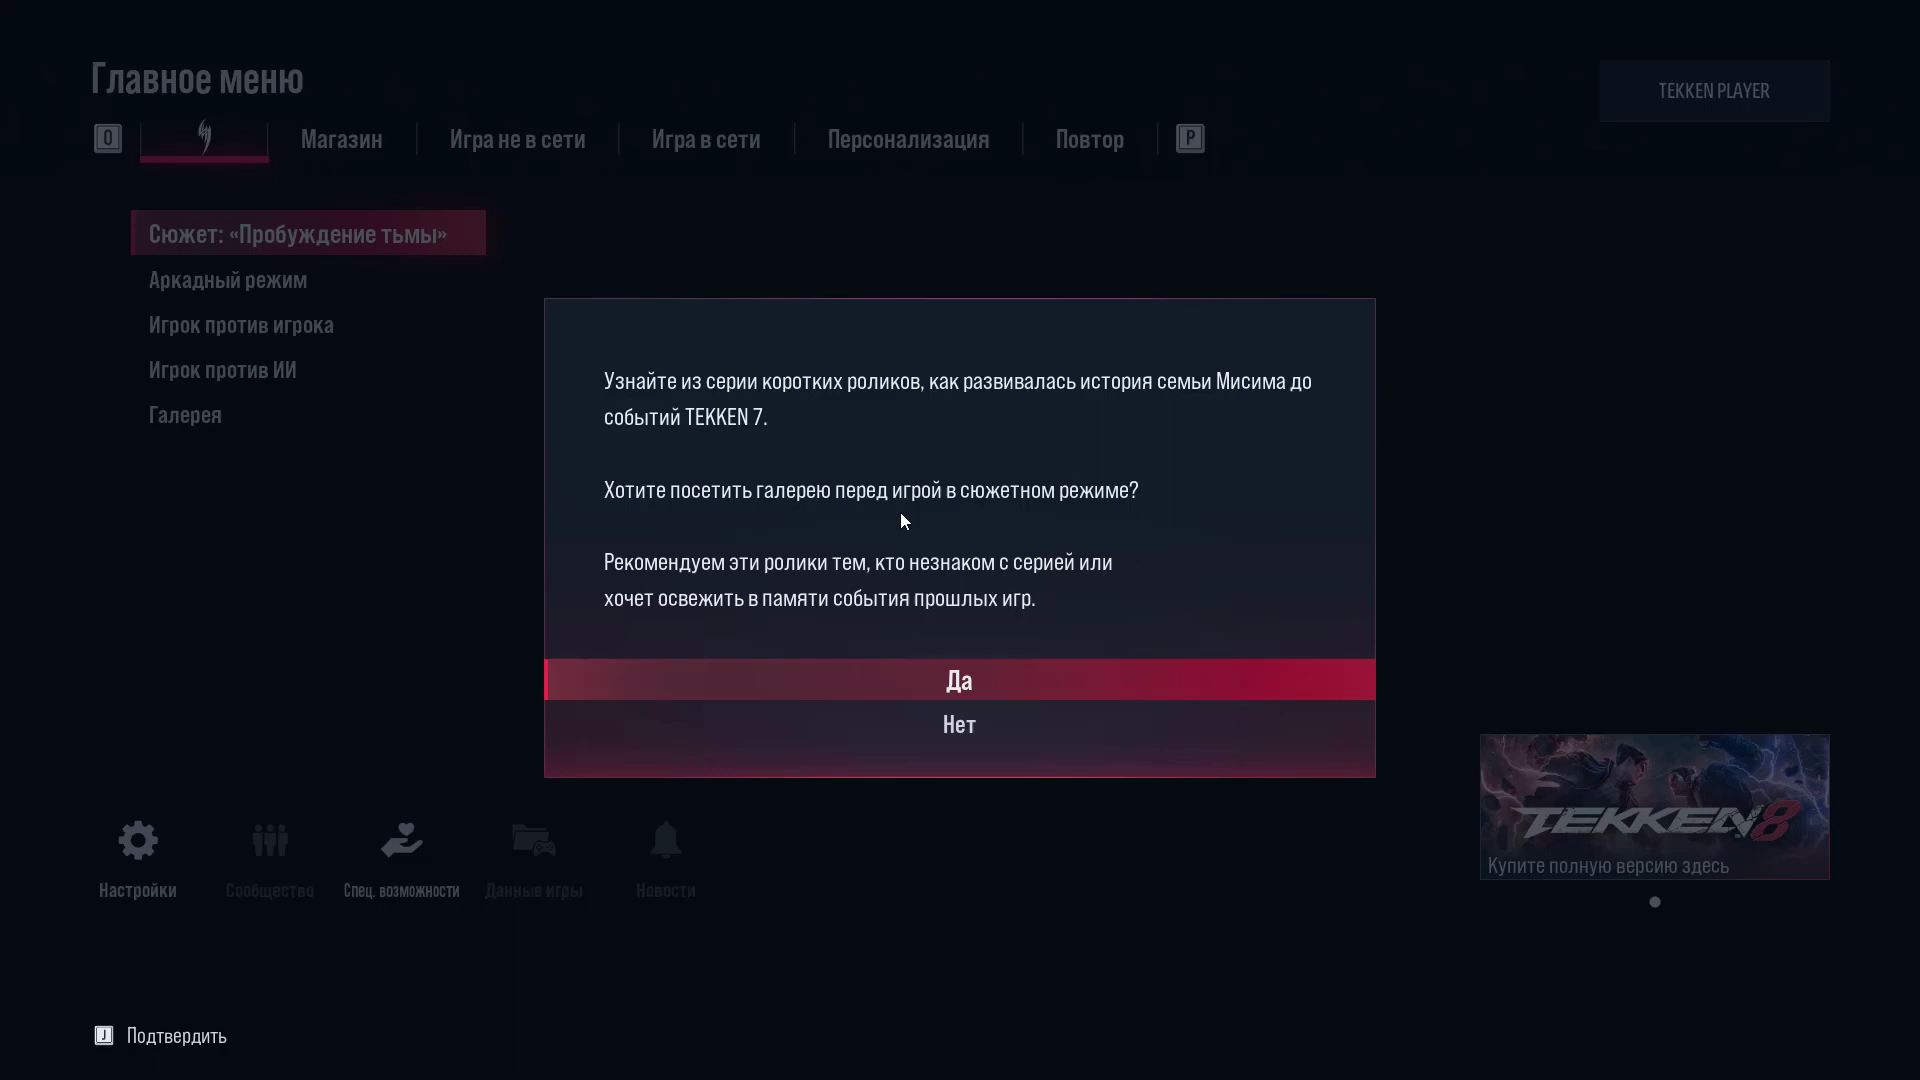 Главное меню
TEKKEN PLAYER
O
Магазин
Игра не в сети
Игра в сети
Персонализация
Повтор
P
Сюжет: «Пробуждение тьмы»
Аркадный режим
Игрок против игрока
Игрок против ИИ
Галерея
Узнайте из серии коротких роликов, как развивалась история семьи Мисима до
событий TEKKEN 7.
Хотите посетить галерею перед игрой в сюжетном режиме?
Рекомендуем эти ролики тем, кто незнаком с серией или
хочет освежить в памяти события прошлых игр.
Да
Нет
TEKKEN 8
Купите полную версию здесь
Настройки
Сообщество
Спец. возможности
Данные игры
Новости
J Подтвердить